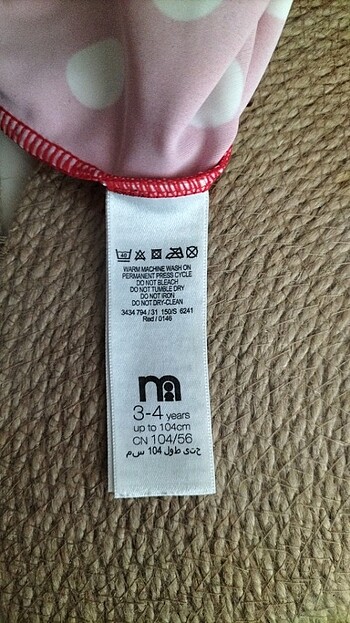 40
WARM MACHINE WASH ON
PERMANENT PRESS CYCLE
DO NOT BLEACH
DO NOT TUMBLE DRY
DO NOT IRON
DO NOT DRY-CLEAN
3434 794 / 31 150/S 6241
Red / 0146
m
3-4 years
up to 104cm
CN 104/56
حتى طول 104 سم